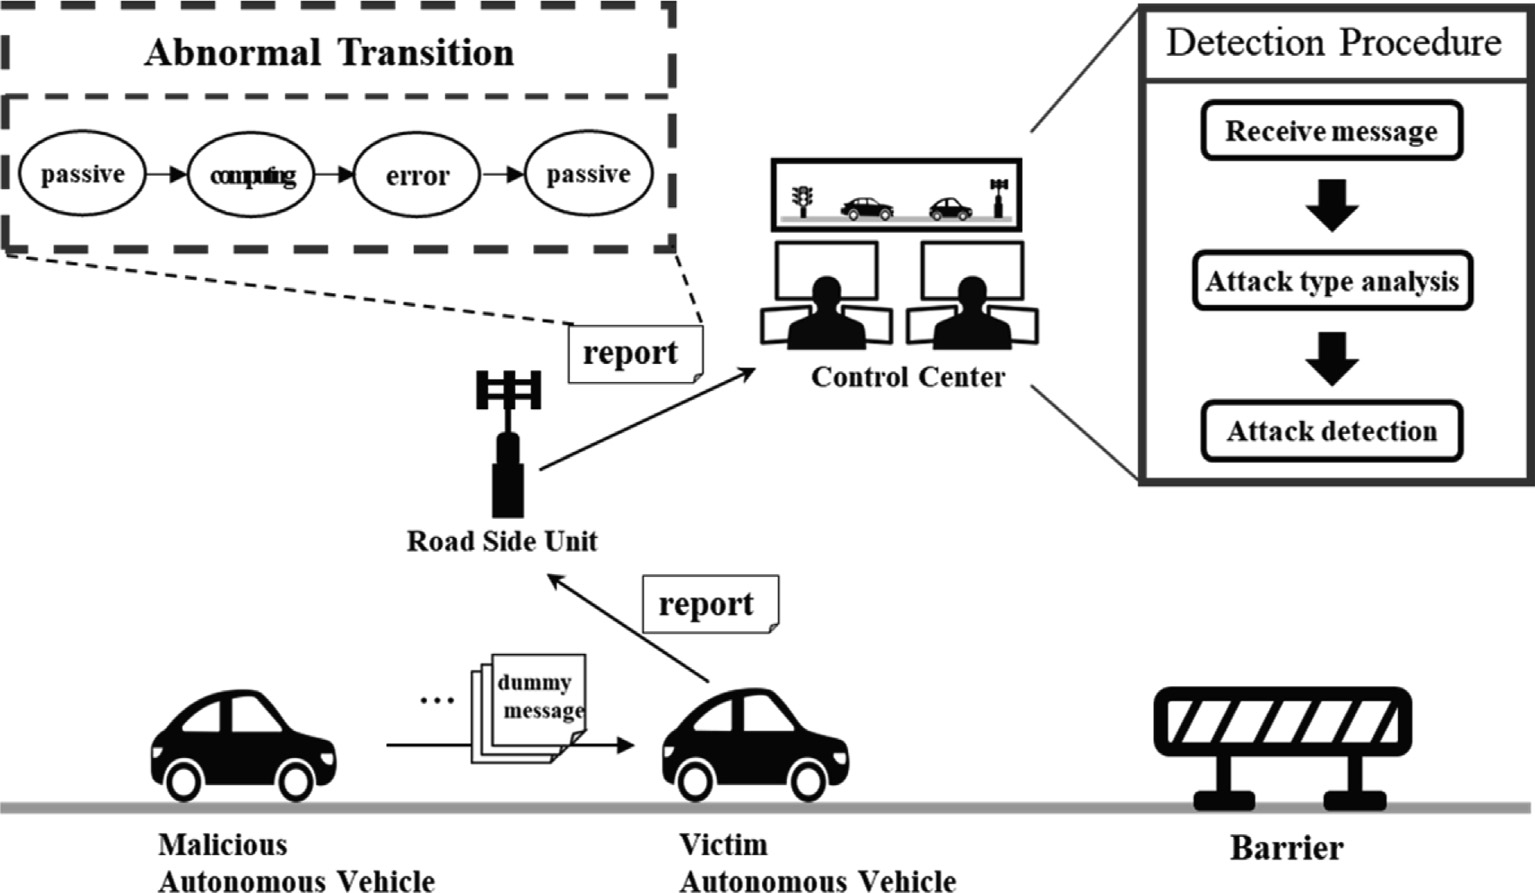 Abnormal Transition
passive
computing
error
passive
Detection Procedure
Receive message
Attack type analysis
Attack detection
report
Control Center
Road Side Unit
report
...
dummy
message
Malicious
Autonomous Vehicle
Victim
Autonomous Vehicle
Barrier